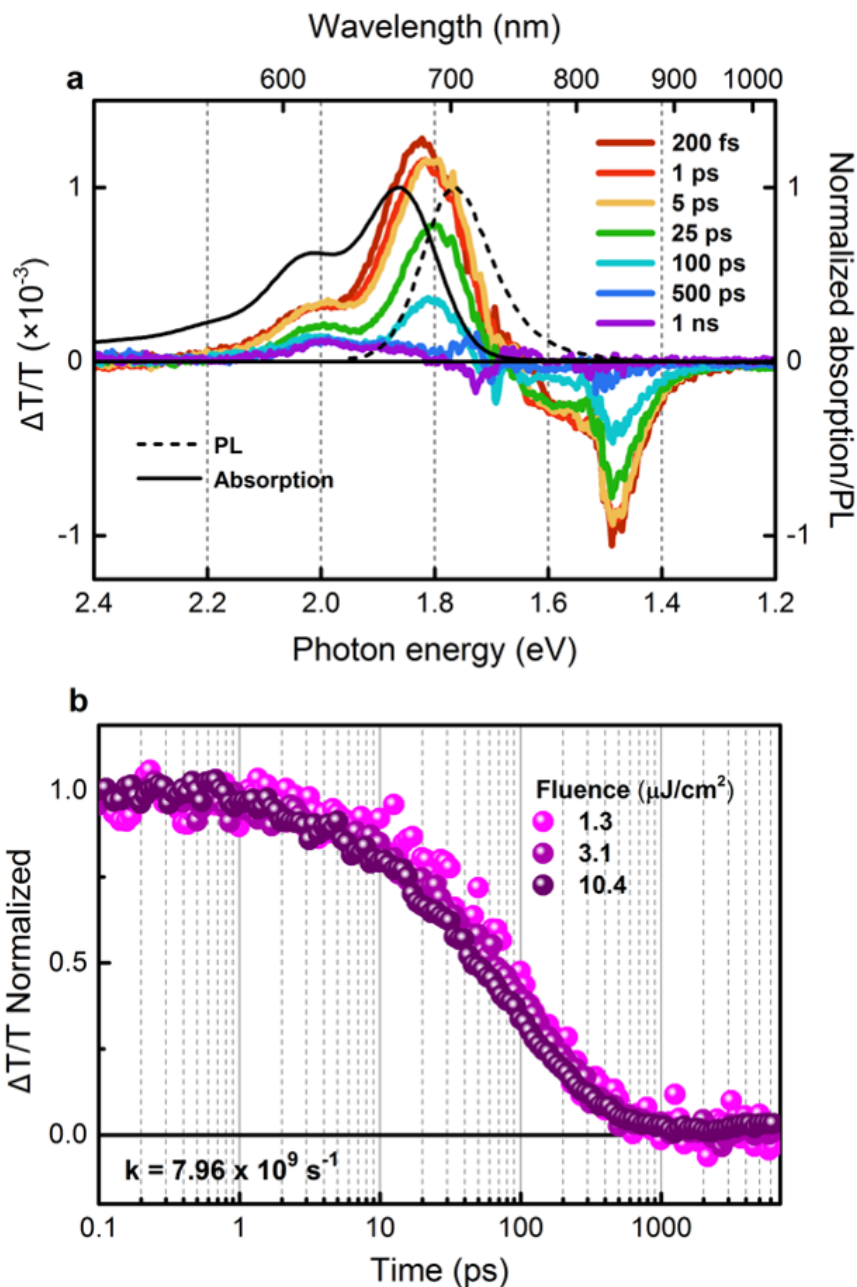 Wavelength (nm)
a
600 700 800 900 1000
ΔT/T (×10⁻³)
1
0
-1
200 fs
1 ps
5 ps
25 ps
100 ps
500 ps
1 ns
PL
Absorption
Normalized absorption/PL
1
0
-1
2.4 2.2 2.0 1.8 1.6 1.4 1.2
Photon energy (eV)
b
ΔT/T Normalized
1.0
0.5
0.0
Fluence (μJ/cm²)
1.3
3.1
10.4
k = 7.96 x 10⁹ s⁻¹
0.1 1 10 100 1000
Time (ps)